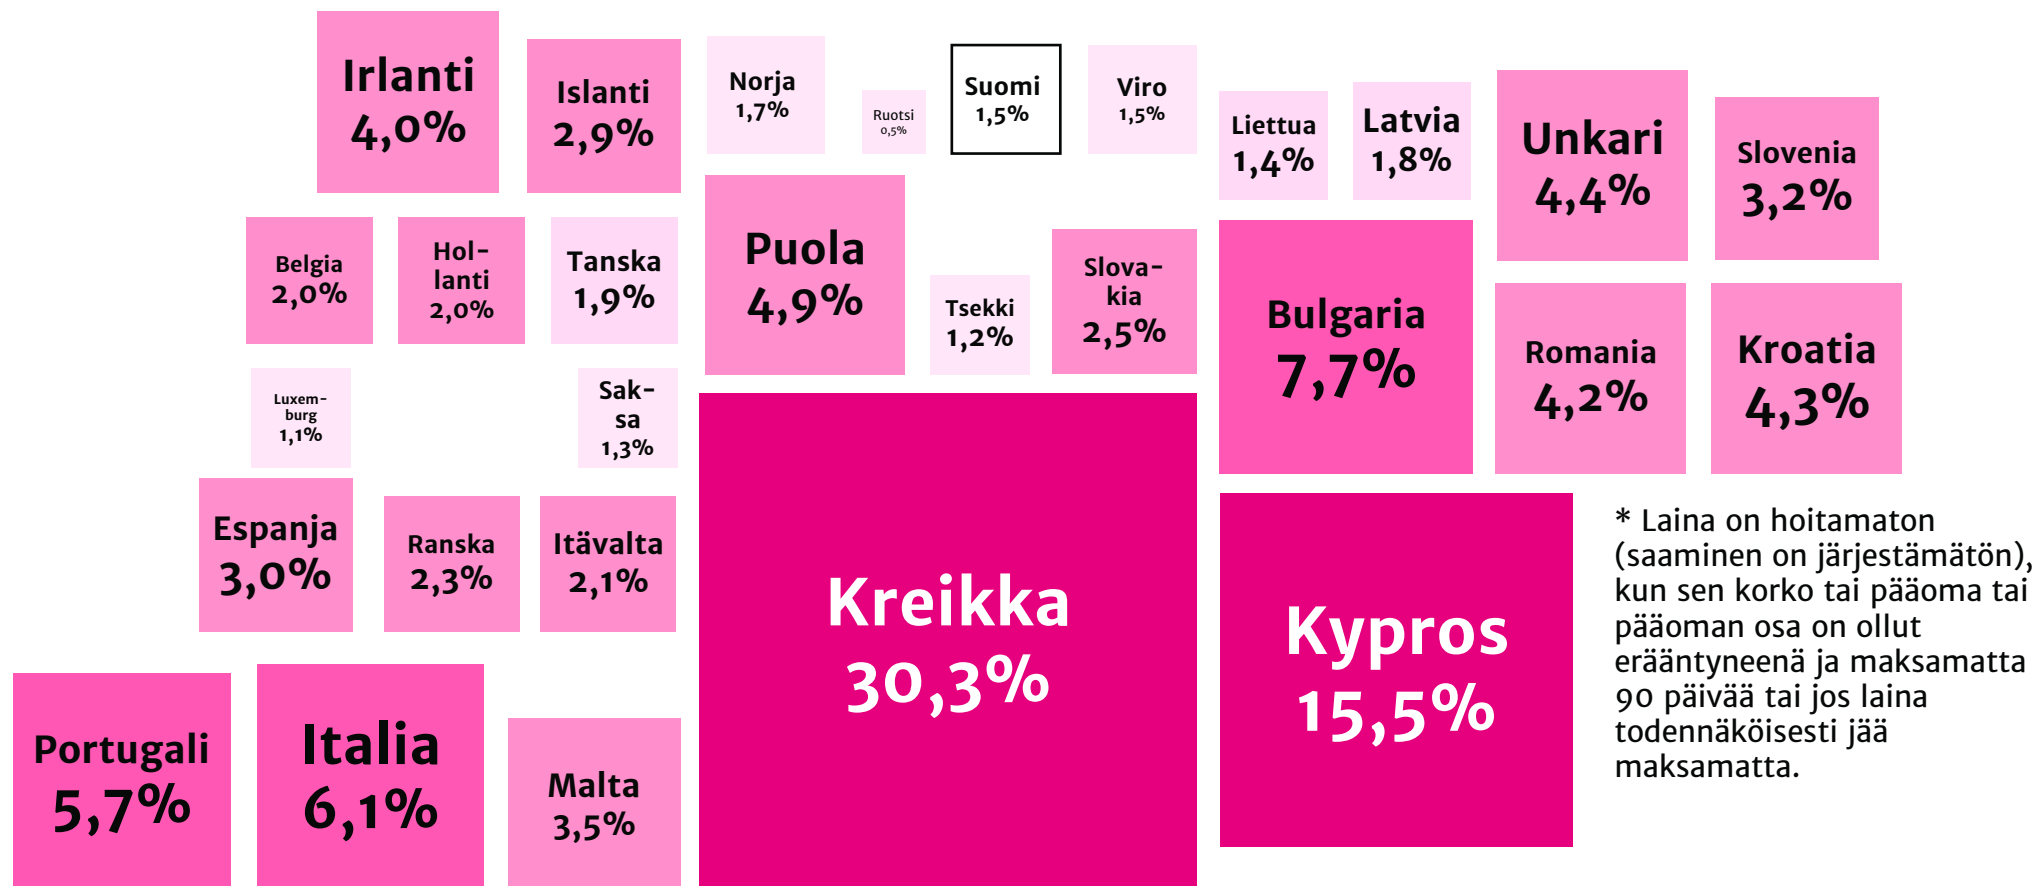 Irlanti
4,0%
Islanti
2,9%
Norja
1,7%
Ruotsi
0,5%
Suomi
1,5%
Viro
1,5%
Liettua
1,4%
Latvia
1,8%
Unkari
4,4%
Slovenia
3,2%
Belgia
2,0%
Hol-
lanti
2,0%
Tanska
1,9%
Puola
4,9%
Tsekki
1,2%
Slova-
kia
2,5%
Bulgaria
7,7%
Romania
4,2%
Kroatia
4,3%
Luxem-
burg
1,1%
Sak-
sa
1,3%
Espanja
3,0%
Ranska
2,3%
Itävalta
2,1%
Kreikka
30,3%
Kypros
15,5%
* Laina on hoitamaton
(saaminen on järjestämätön),
kun sen korko tai pääoma tai
pääoman osa on ollut
erääntyneenä ja maksamatta
90 päivää tai jos laina
todennäköisesti jää
maksamatta.
Portugali
5,7%
Italia
6,1%
Malta
3,5%